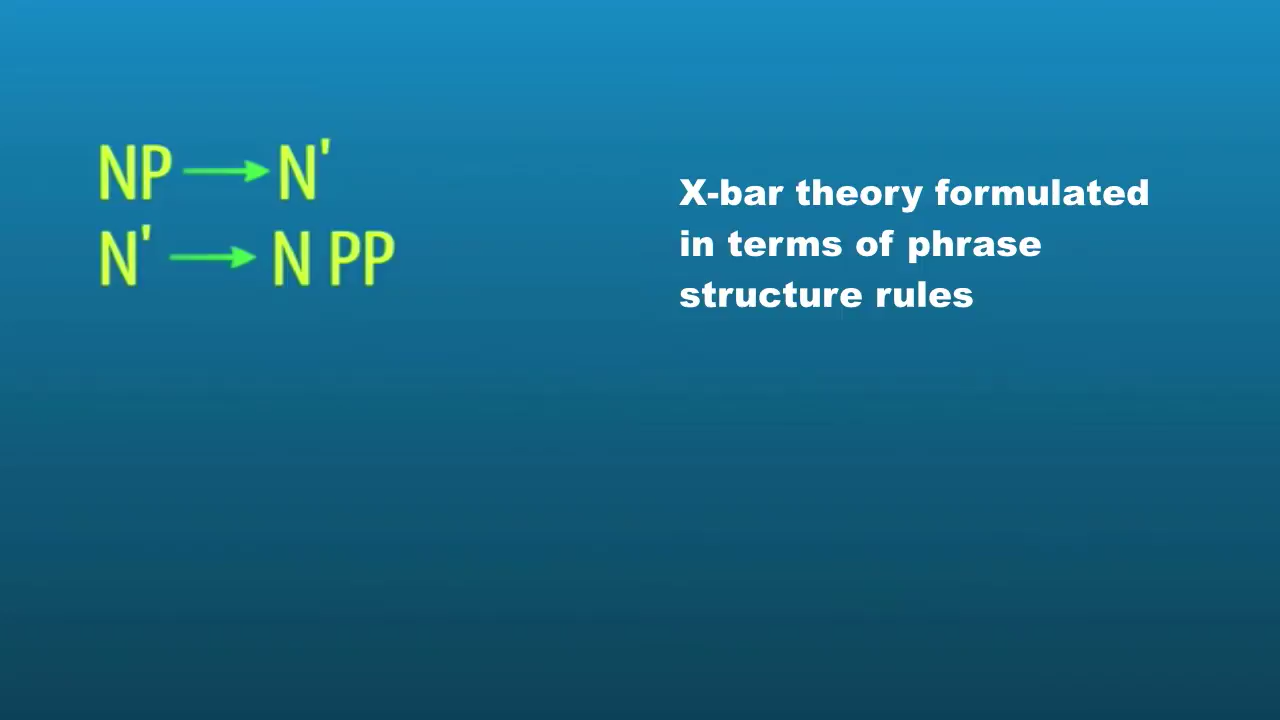 NP → N'
N' → N PP
X-bar theory formulated
in terms of phrase
structure rules